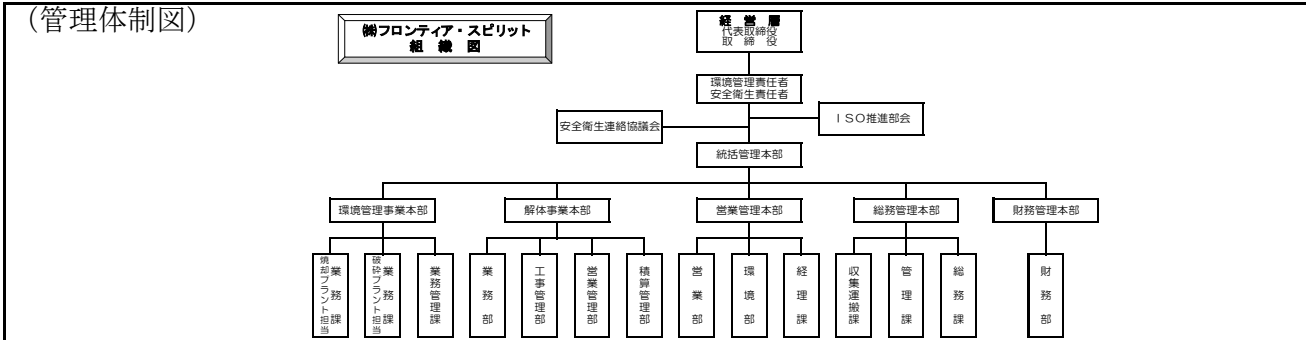 (管理体制図)
㈱フロンティア・スピリット
組織図
経営層
代表取締役
取締役
環境管理責任者
安全衛生責任者
安全衛生連絡協議会
ISO推進部会
統括管理本部
環境管理事業本部
解体事業本部
営業管理本部
総務管理本部
財務管理本部
業務課
焼却プラント担当
業務課
破砕プラント担当
業務管理課
業務部
工事管理部
営業管理部
積算管理部
営業部
環境部
経理課
収集運搬課
管理課
総務課
財務部